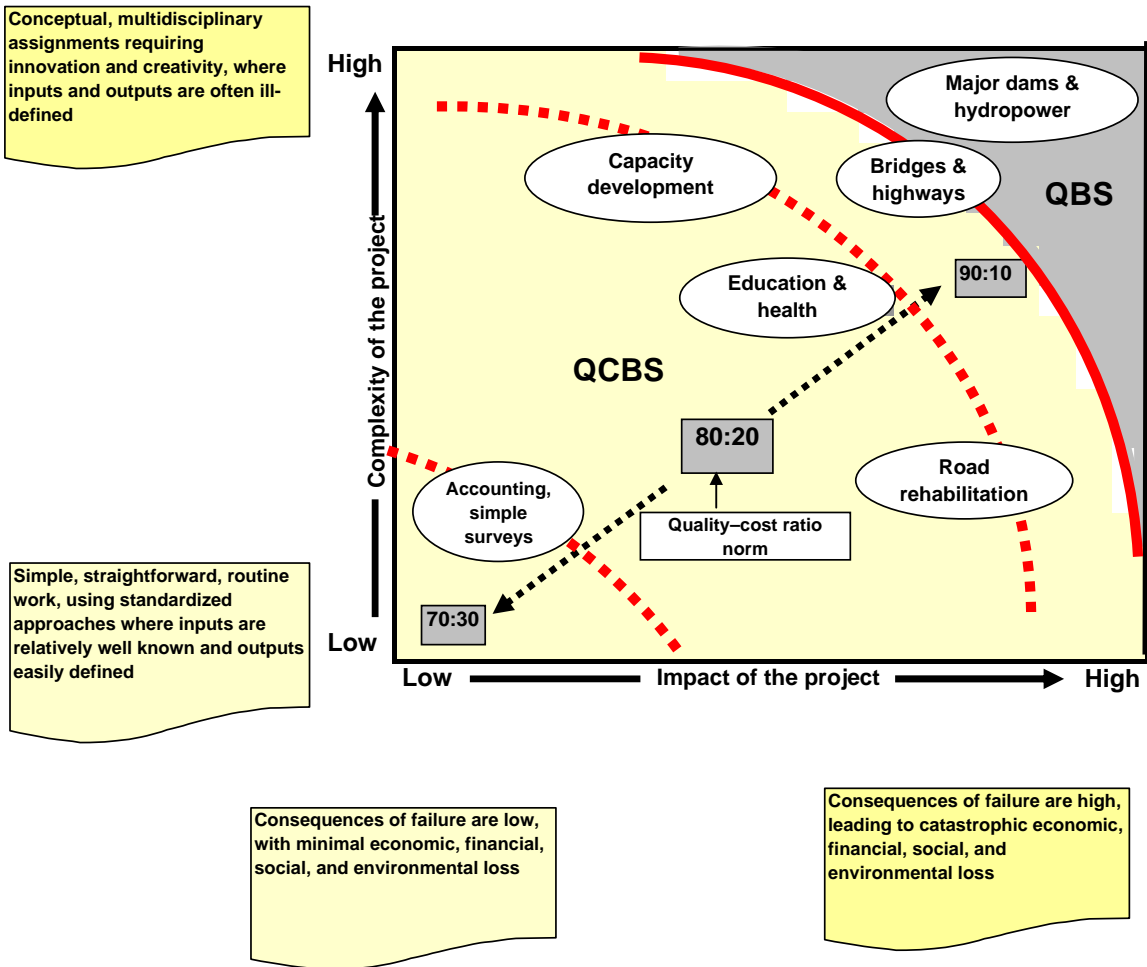 Conceptual, multidisciplinary
assignments requiring
innovation and creativity, where
inputs and outputs are often ill-
defined
High
Complexity of the project
Low
Major dams &
hydropower
Capacity
development
Bridges &
highways
QBS
90:10
Education &
health
QCBS
80:20
Road
rehabilitation
Accounting,
simple
surveys
Quality–cost ratio
norm
70:30
Low
Impact of the project
High
Simple, straightforward, routine
work, using standardized
approaches where inputs are
relatively well known and outputs
easily defined
Consequences of failure are low,
with minimal economic, financial,
social, and environmental loss
Consequences of failure are high,
leading to catastrophic economic,
financial, social, and
environmental loss